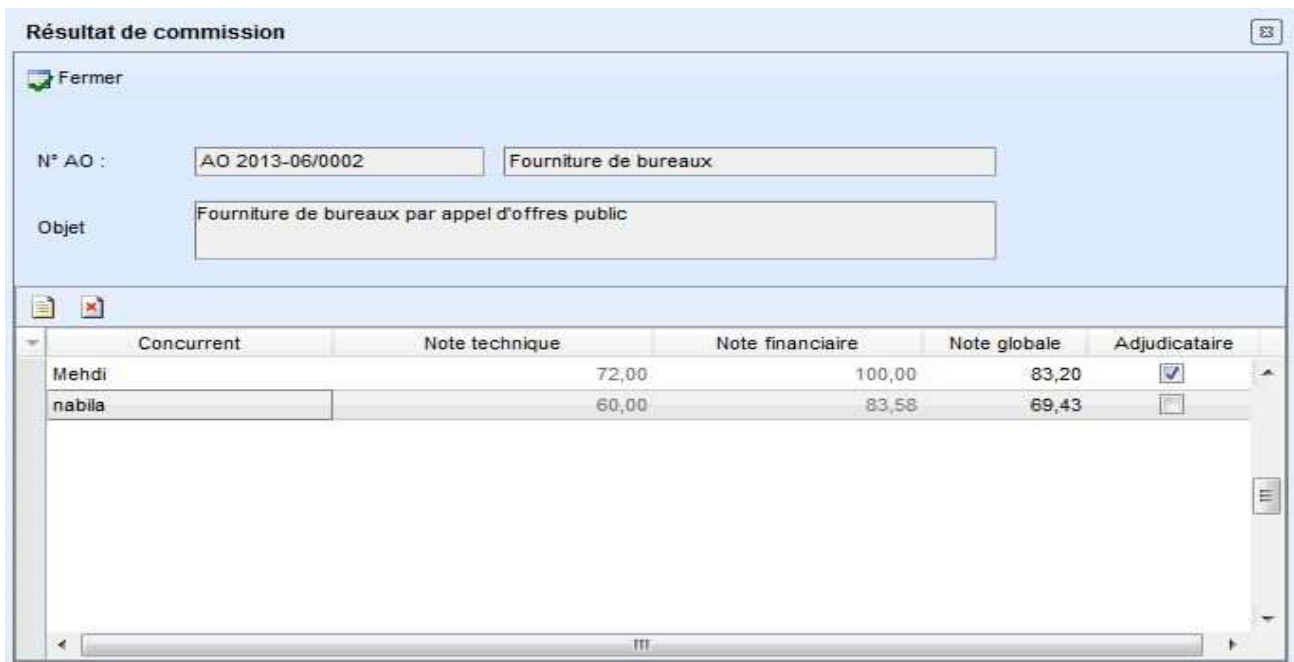 Résultat de commission
Fermer
N° AO : AO 2013-06/0002 Fourniture de bureaux
Objet Fourniture de bureaux par appel d'offres public
Concurrent Note technique Note financiaire Note globale Adjudicataire
Mehdi 72,00 100,00 83,20
nabila 60,00 83,58 69,43